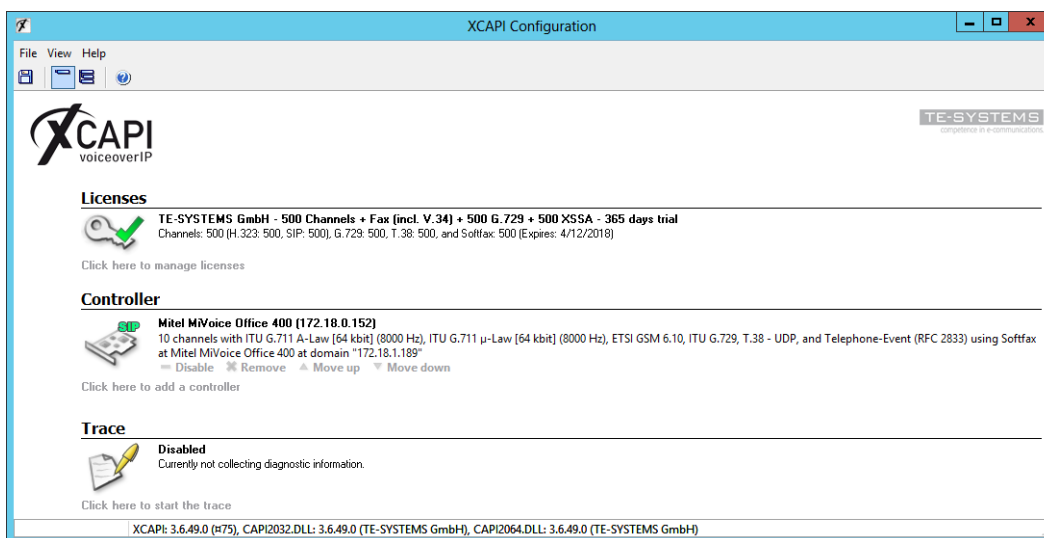 XCAPI Configuration
File View Help
XCAPI
voiceoverIP
TE-SYSTEMS
competence in e-communications.
Licenses
TE-SYSTEMS GmbH - 500 Channels + Fax (incl. V.34) + 500 G.729 + 500 XSSA - 365 days trial
Channels: 500 (H.323: 500, SIP: 500), G.729: 500, T.38: 500, and Softfax: 500 (Expires: 4/12/2018)
Click here to manage licenses
Controller
SIP
Mitel MiVoice Office 400 (172.18.0.152)
10 channels with ITU G.711 A-Law [64 kbit] (8000 Hz), ITU G.711 µ-Law [64 kbit] (8000 Hz), ETSI GSM 6.10, ITU G.729, T.38 - UDP, and Telephone-Event (RFC 2833) using Softfax
at Mitel MiVoice Office 400 at domain "172.18.1.189"
Disable Remove Move up Move down
Click here to add a controller
Trace
Disabled
Currently not collecting diagnostic information.
Click here to start the trace
XCAPI: 3.6.49.0 (¤75), CAPI2032.DLL: 3.6.49.0 (TE-SYSTEMS GmbH), CAPI2064.DLL: 3.6.49.0 (TE-SYSTEMS GmbH)